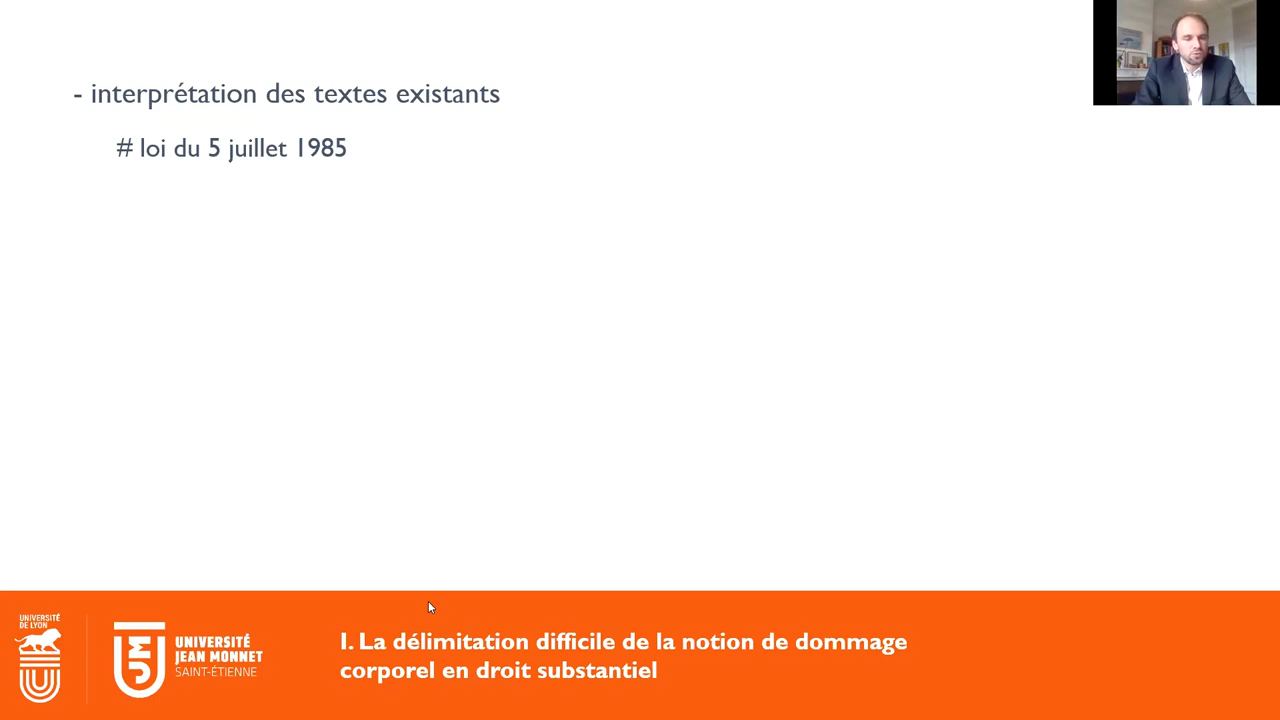 - interprétation des textes existants
# loi du 5 juillet 1985
UNIVERSITÉ
DE LYON
UNIVERSITÉ
JEAN MONNET
SAINT-ÉTIENNE
I. La délimitation difficile de la notion de dommage
corporel en droit substantiel